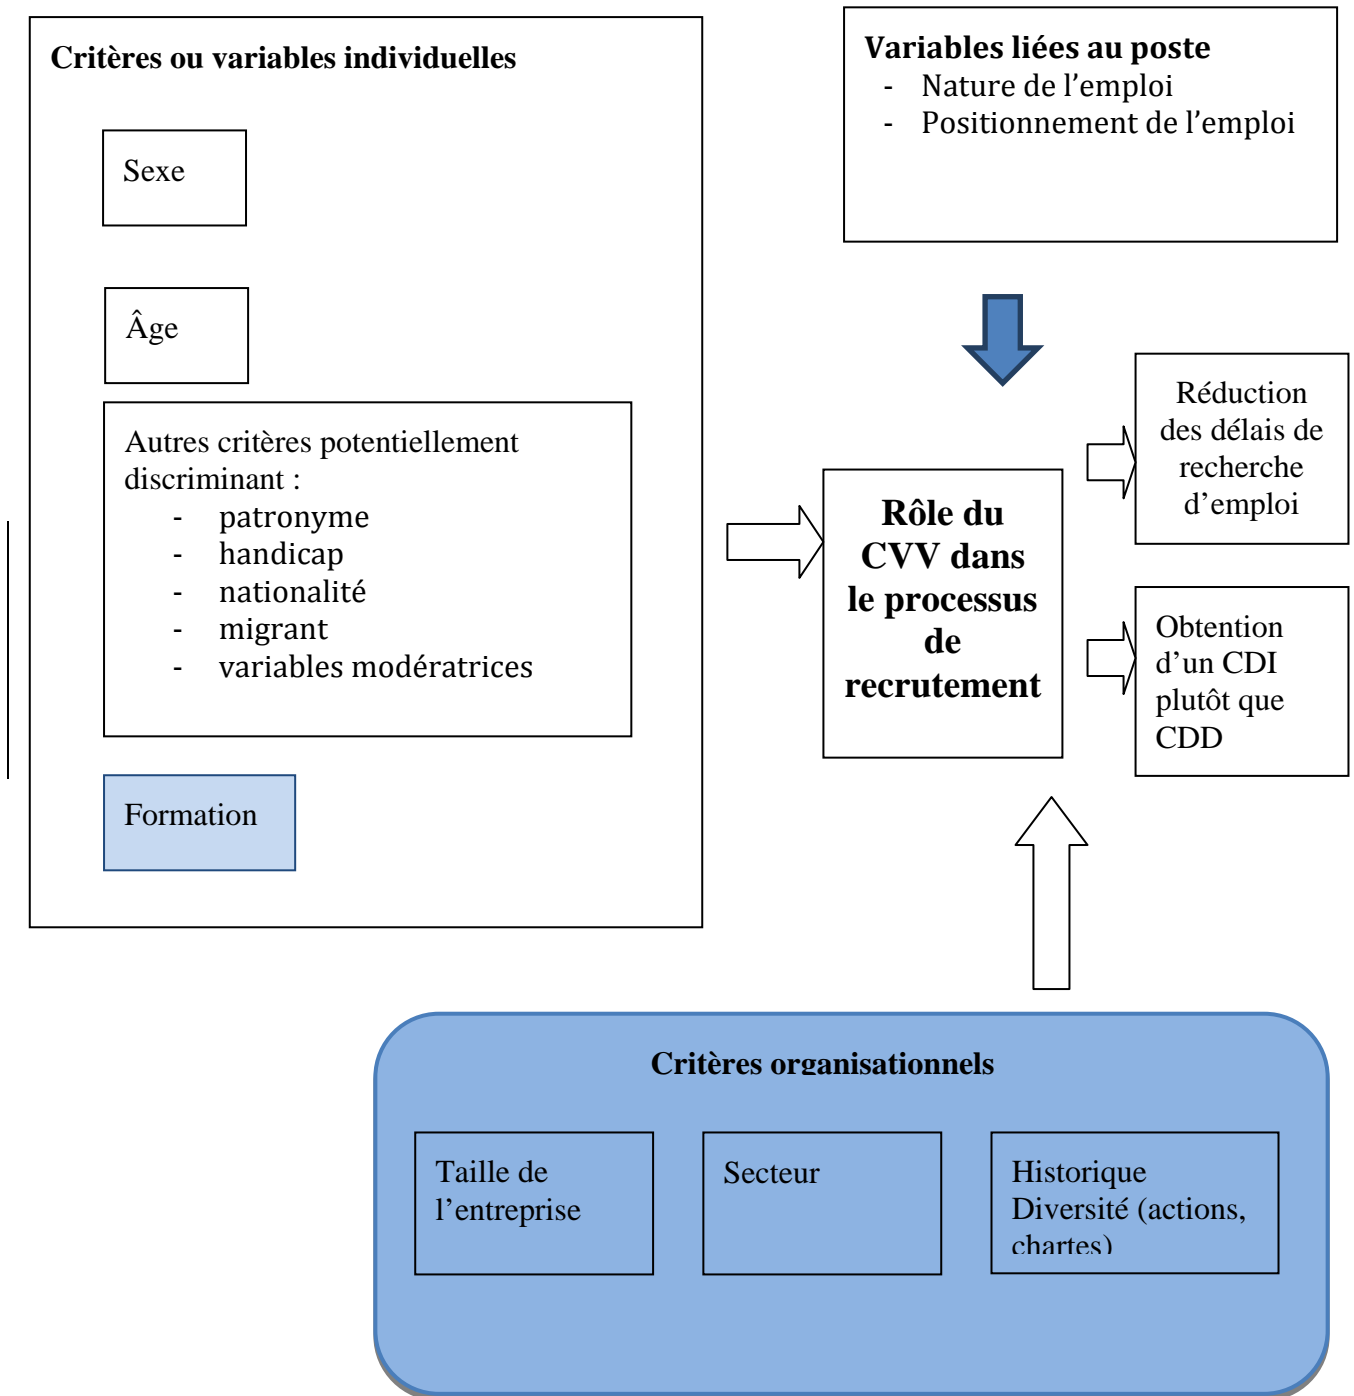 Critères ou variables individuelles
Sexe
Âge
Autres critères potentiellement
discriminant :
- patronyme
- handicap
- nationalité
- migrant
- variables modératrices
Formation
Variables liées au poste
- Nature de l’emploi
- Positionnement de l’emploi
Rôle du
CVV dans
le processus
de
recrutement
Réduction
des délais de
recherche
d’emploi
Obtention
d’un CDI
plutôt que
CDD
Critères organisationnels
Taille de
l’entreprise
Secteur
Historique
Diversité (actions,
chartes)